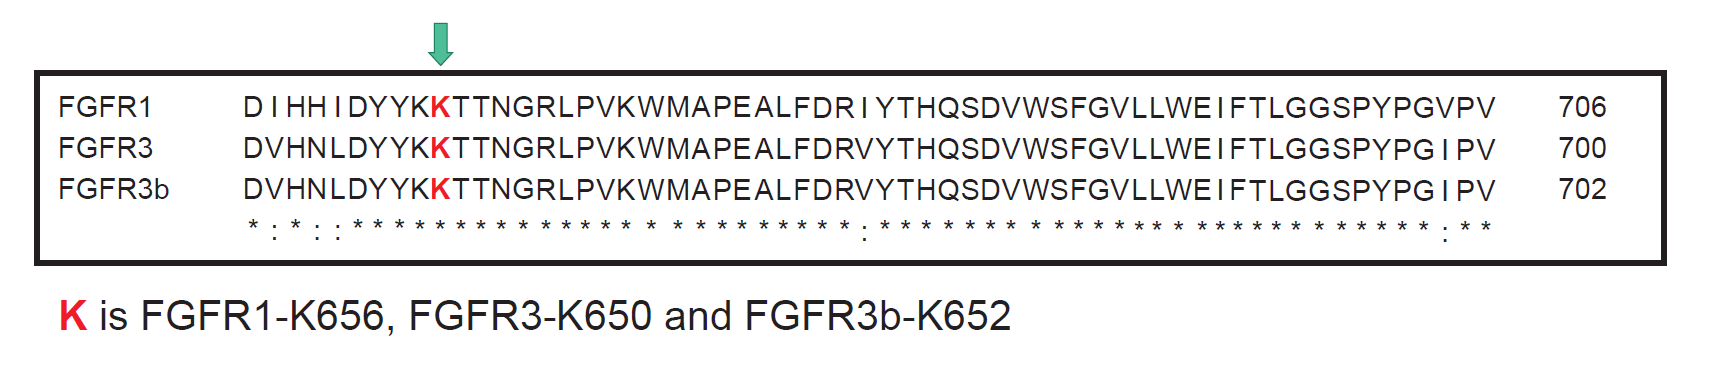 FGFR1 DIHHIDYYKKTTNGRLPVKWMAPEALFDRIYTHQSDVWSFGVLLWEIFTLGGSPYPGVPV 706
FGFR3 DVHNLDYYKKTTNGRLPVKWMAPEALFDRVYTHQSDVWSFGVLLWEIFTLGGSPYPGIPV 700
FGFR3b DVHNLDYYKKTTNGRLPVKWMAPEALFDRVYTHQSDVWSFGVLLWEIFTLGGSPYPGIPV 702
*:*::************************:***************************:**
K is FGFR1-K656, FGFR3-K650 and FGFR3b-K652